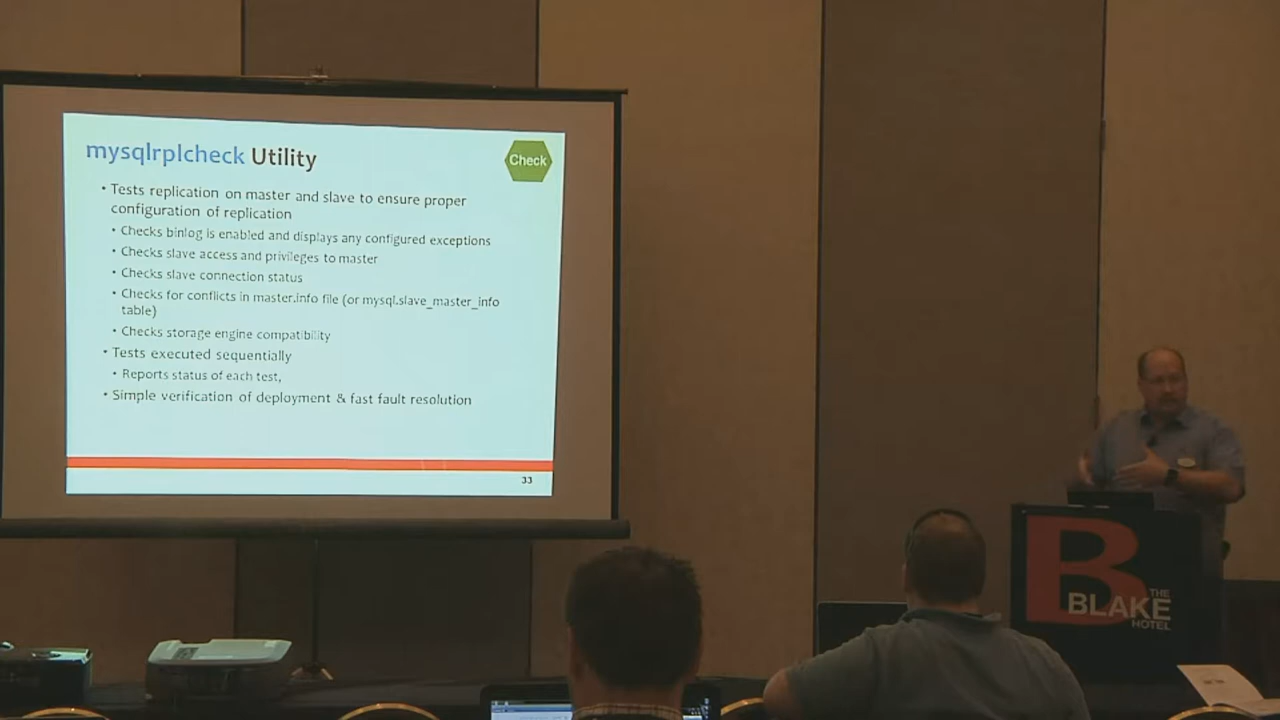 mysqlrplcheck Utility
Check
• Tests replication on master and slave to ensure proper
configuration of replication
• Checks binlog is enabled and displays any configured exceptions
• Checks slave access and privileges to master
• Checks slave connection status
• Checks for conflicts in master.info file (or mysql.slave_master_info
table)
• Checks storage engine compatibility
• Tests executed sequentially
• Reports status of each test,
• Simple verification of deployment & fast fault resolution
33
B
THE
BLAKE
HOTEL